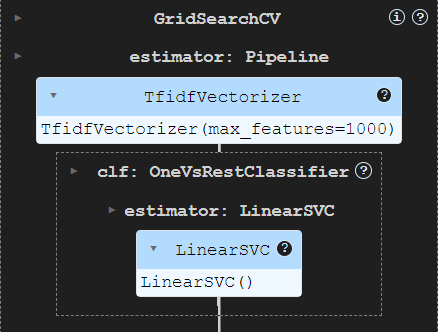 GridSearchCV
estimator: Pipeline
TfidfVectorizer
TfidfVectorizer(max_features=1000)
clf: OneVsRestClassifier
estimator: LinearSVC
LinearSVC
LinearSVC()